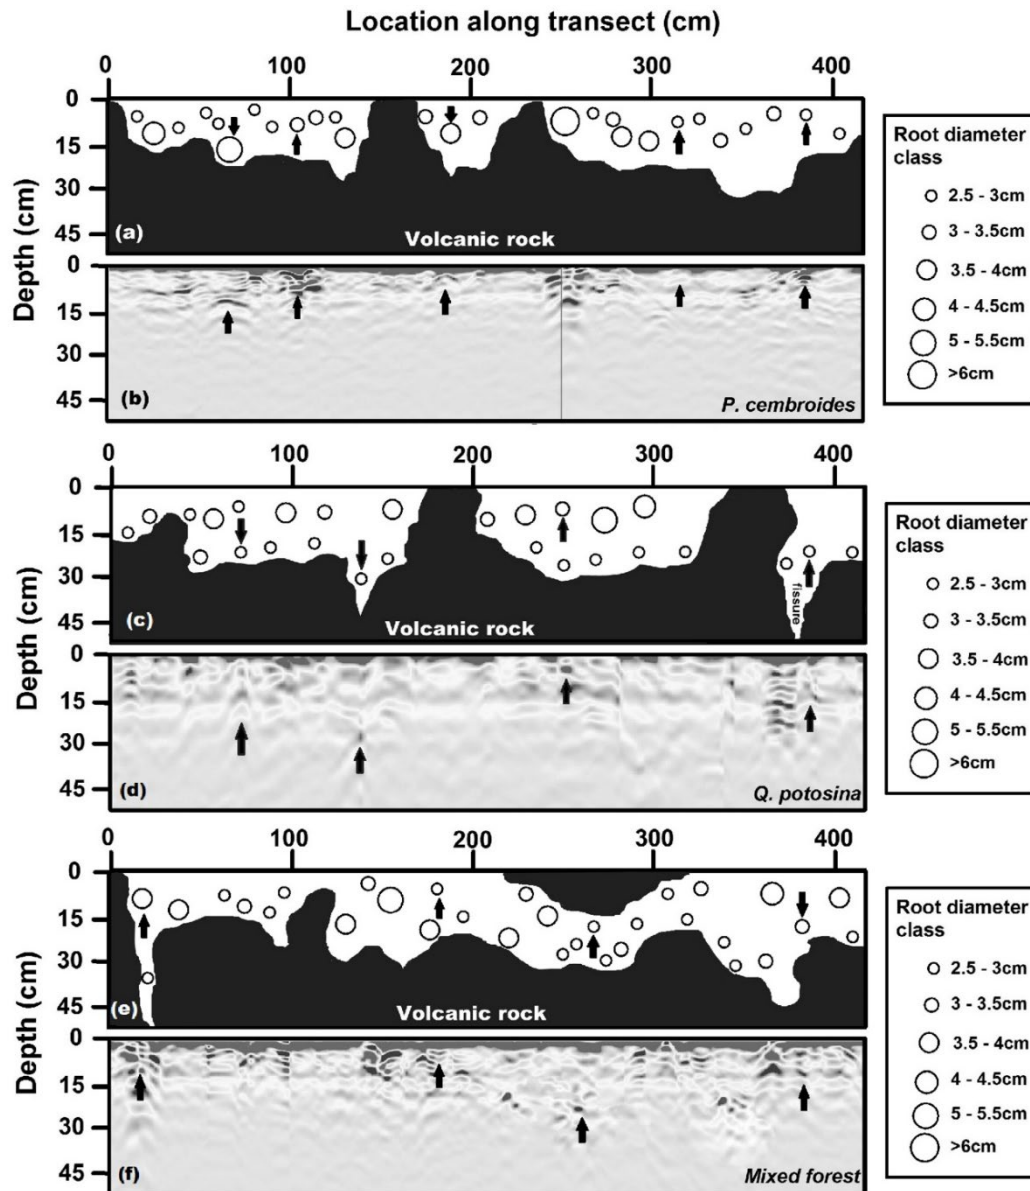 Location along transect (cm)
0 100 200 300 400
0
15
30
45
Depth (cm)
(a)
Volcanic rock
Root diameter
class
2.5 - 3cm
3 - 3.5cm
3.5 - 4cm
4 - 4.5cm
5 - 5.5cm
>6cm
0
15
30
45
(b)
P. cembroides
0 100 200 300 400
0
15
30
45
Depth (cm)
(c)
Volcanic rock
fissure
Root diameter
class
2.5 - 3cm
3 - 3.5cm
3.5 - 4cm
4 - 4.5cm
5 - 5.5cm
>6cm
0
15
30
45
(d)
Q. potosina
0 100 200 300 400
0
15
30
45
Depth (cm)
(e)
Volcanic rock
Root diameter
class
2.5 - 3cm
3 - 3.5cm
3.5 - 4cm
4 - 4.5cm
5 - 5.5cm
>6cm
0
15
30
45
(f)
Mixed forest